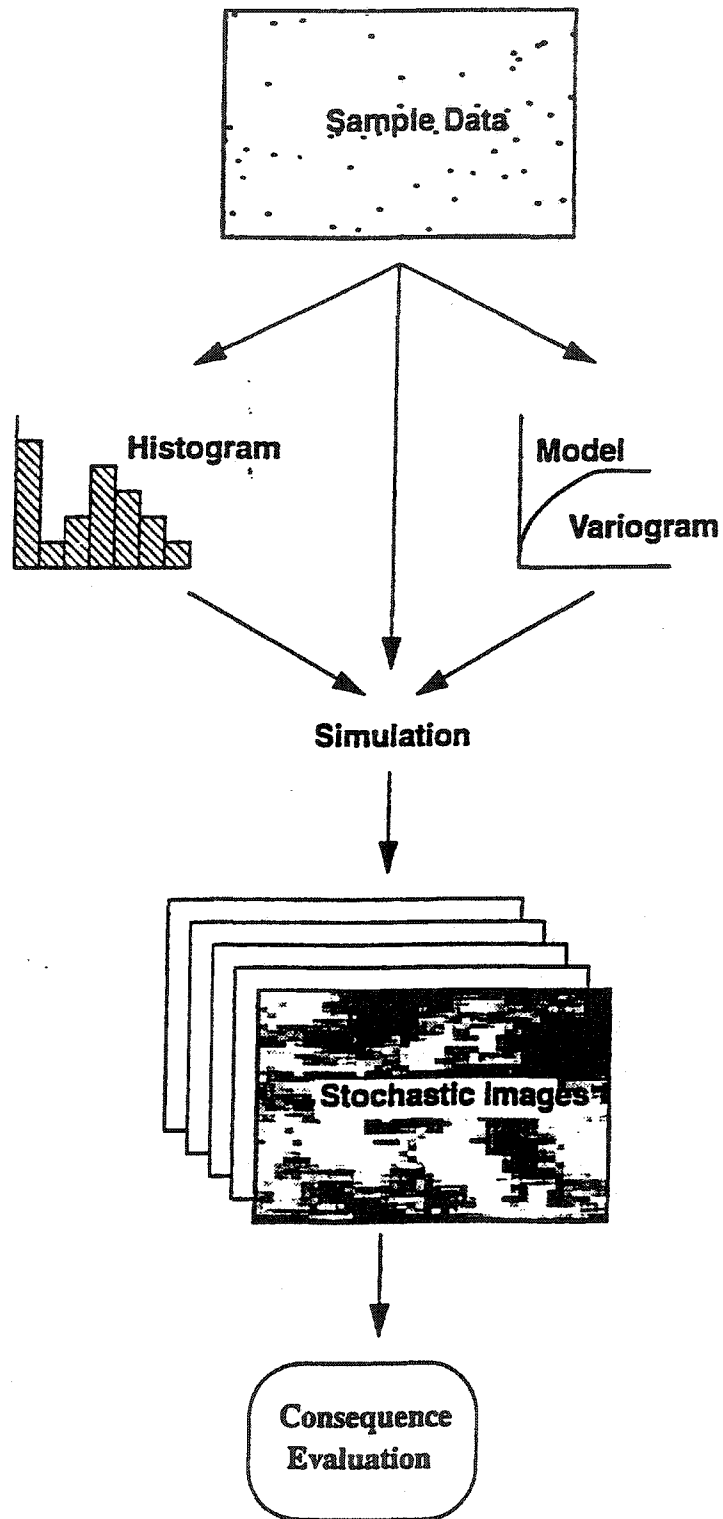 Sample Data
Histogram
Model
Variogram
Simulation
Stochastic Images
Consequence
Evaluation